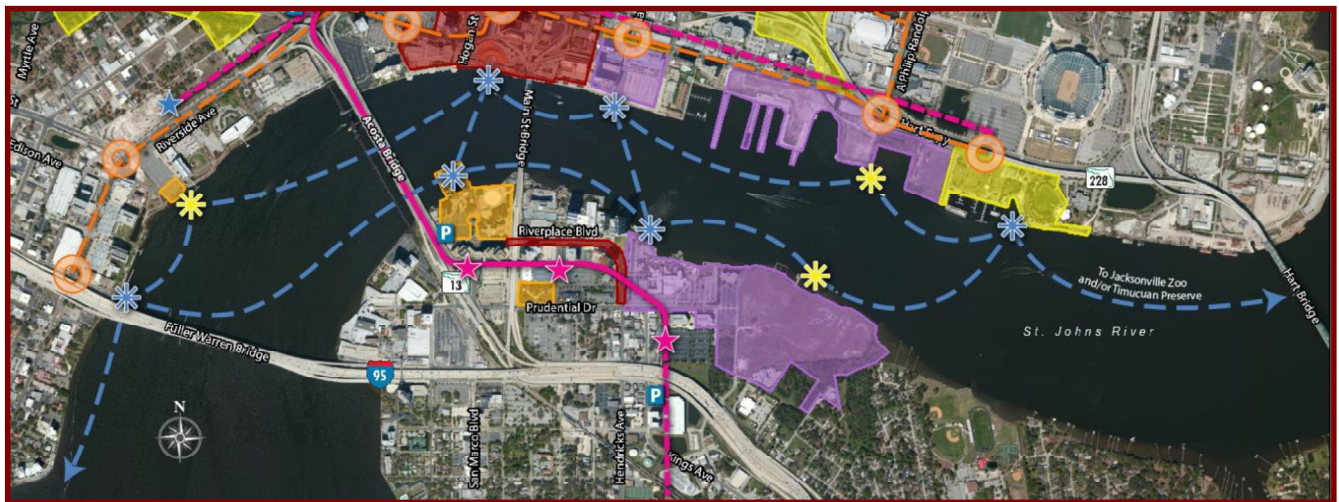 Myrtle Ave
Hogan St
A Philip Randolph
Riverside Ave
Edison Ave
Acosta Bridge
Main St Bridge
228
P
Riverplace Blvd
13
Prudential Dr
To Jacksonville Zoo
and/or Timucuan Preserve
Hart Bridge
St. Johns River
Fuller Warren Bridge
95
P
N
San Marco Blvd
Hendricks Ave
Kings Ave